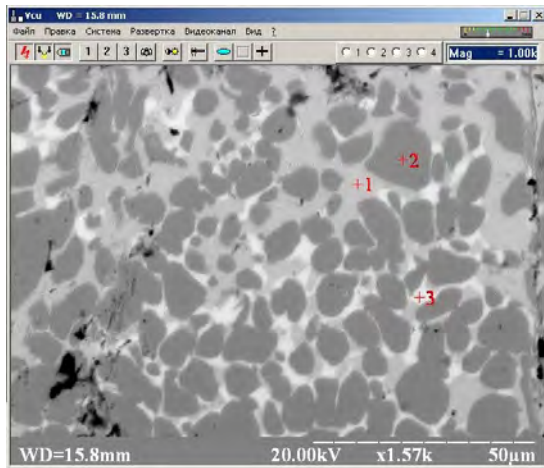 Vcu WD = 15.8 mm
Файл Правка Система Развертка Видеоканал Вид ?
1 2 3 1 2 3 4 Mag = 1.00k
+2
+1
+3
WD=15.8mm 20.00kV x1.57k 50µm